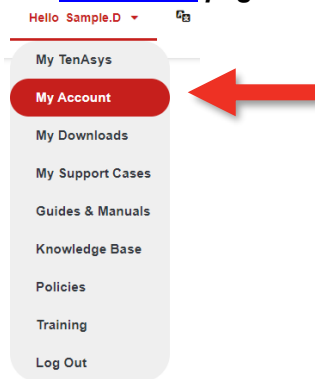 Hello Sample.D
My TenAsys
My Account
My Downloads
My Support Cases
Guides & Manuals
Knowledge Base
Policies
Training
Log Out